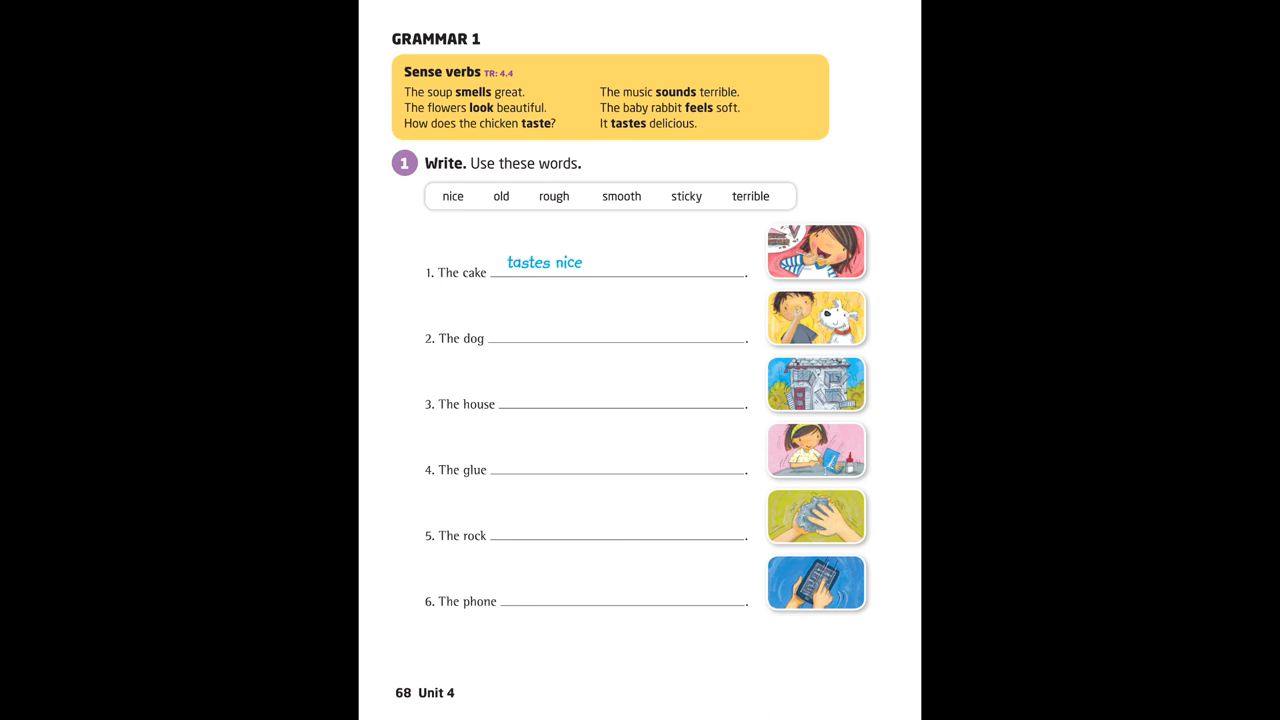 GRAMMAR 1
Sense verbs TR: 4.4
The soup smells great.
The flowers look beautiful.
How does the chicken taste?
The music sounds terrible.
The baby rabbit feels soft.
It tastes delicious.
1 Write. Use these words.
nice old rough smooth sticky terrible
1. The cake tastes nice.
2. The dog .
3. The house .
4. The glue .
5. The rock .
6. The phone .
68 Unit 4